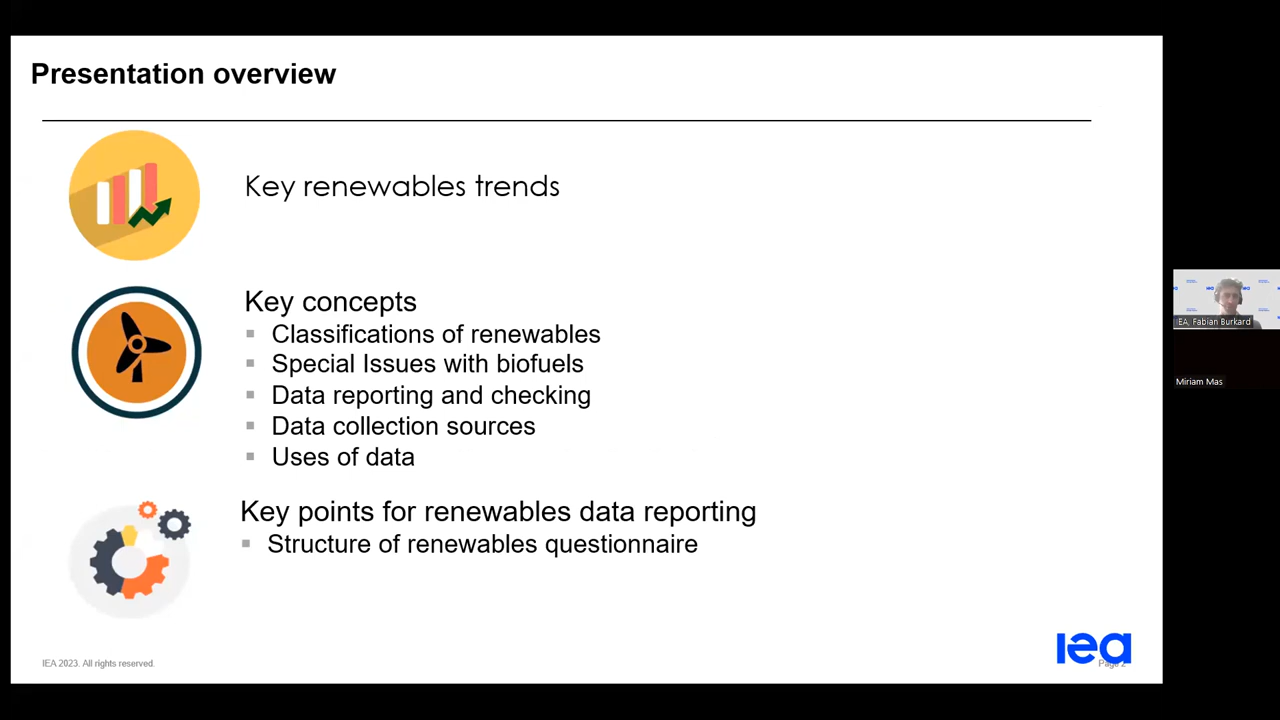 Presentation overview
Key renewables trends
Key concepts
Classifications of renewables
Special Issues with biofuels
Data reporting and checking
Data collection sources
Uses of data
Key points for renewables data reporting
Structure of renewables questionnaire
IEA 2023. All rights reserved.
iea
Page 2
IEA, Fabian Burkard
Miriam Mas